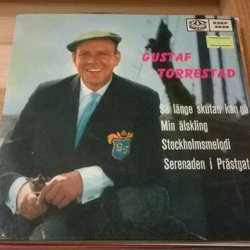 GUSTAF
TORRESTAD
Så länge skutan kan gå
Min älskling
Stockholmsmelodi
Serenaden i Prästgat